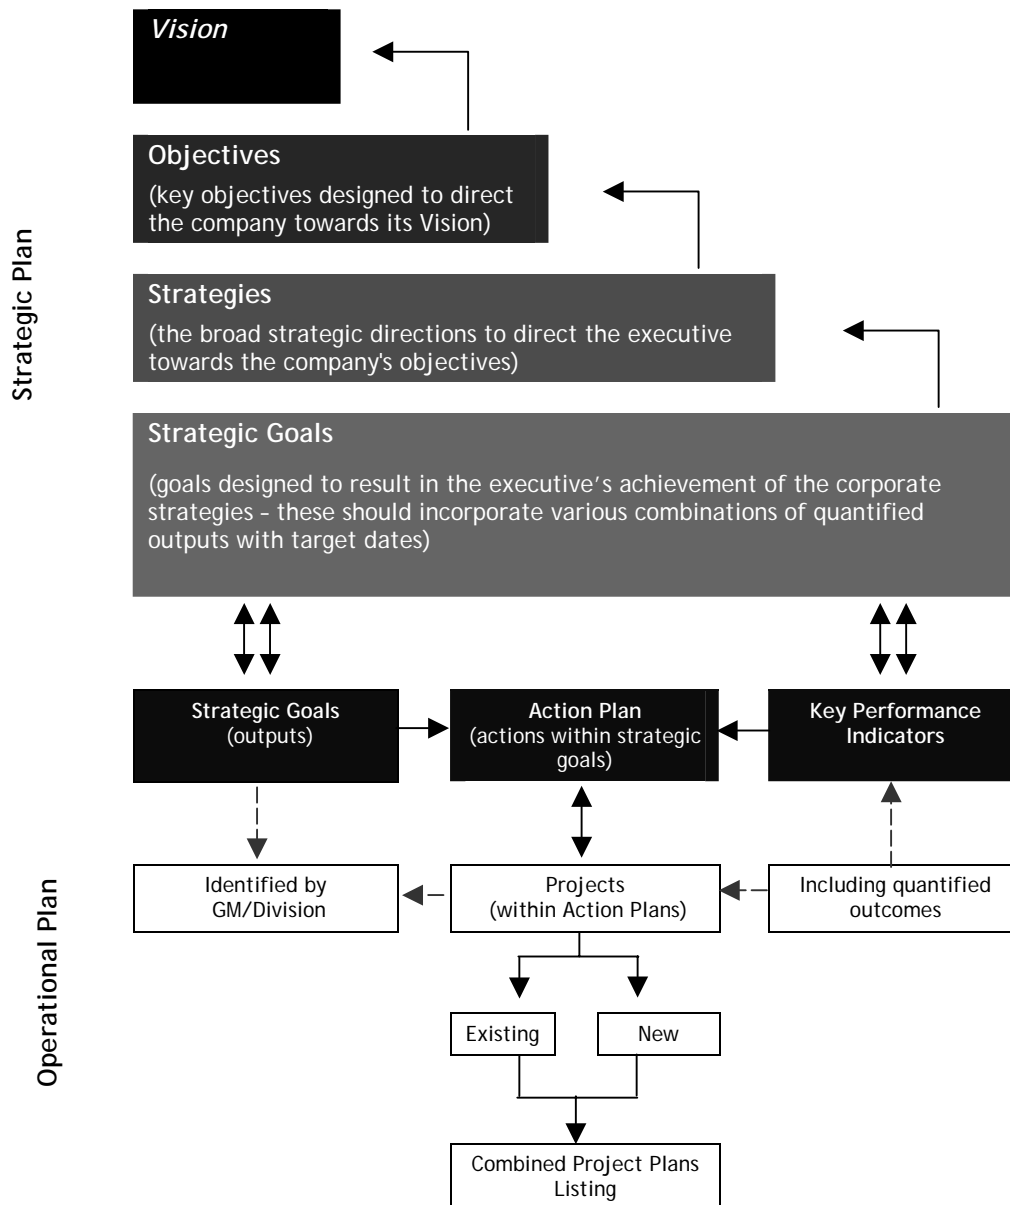 Vision
Objectives
(key objectives designed to direct
the company towards its Vision)
Strategic Plan
Strategies
(the broad strategic directions to direct the executive
towards the company's objectives)
Strategic Goals
(goals designed to result in the executive’s achievement of the corporate
strategies – these should incorporate various combinations of quantified
outputs with target dates)
Strategic Goals
(outputs)
Action Plan
(actions within strategic
goals)
Key Performance
Indicators
Operational Plan
Identified by
GM/Division
Projects
(within Action Plans)
Including quantified
outcomes
Existing
New
Combined Project Plans
Listing